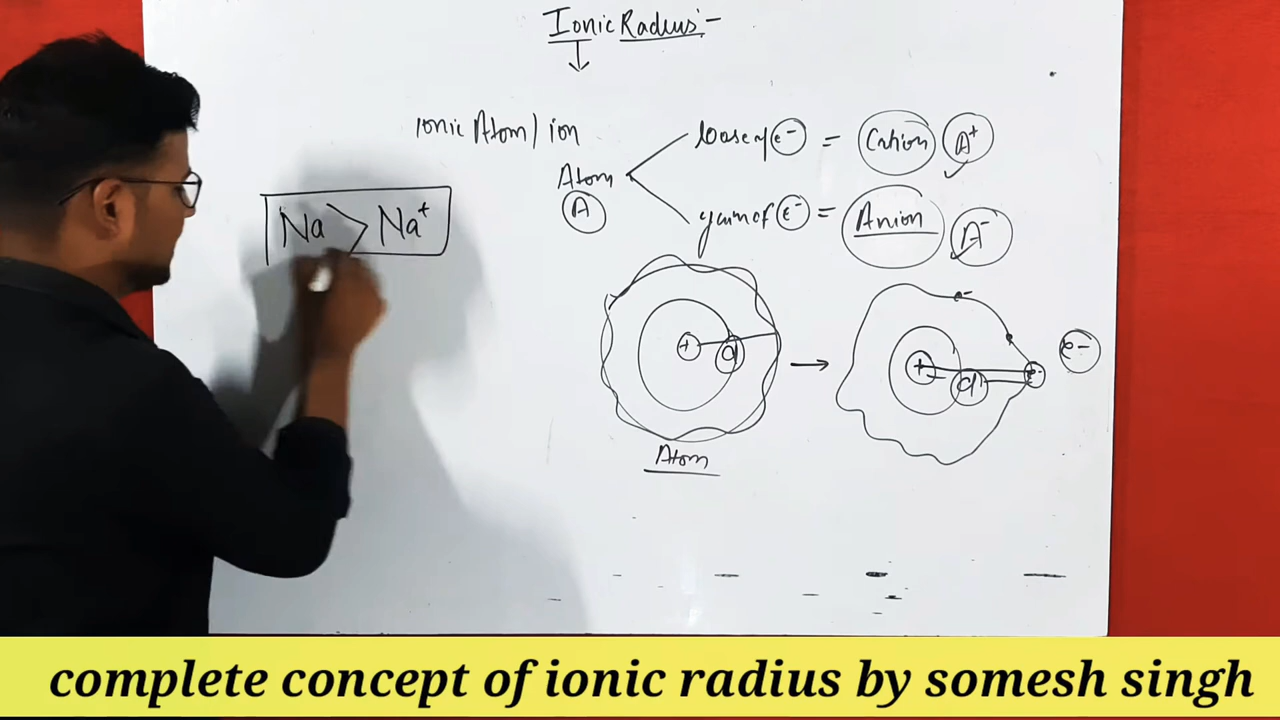 Ionic Radius:-
ionic Atom / ion
loose of e- = Cation A+
Atom
A
gain of e- = Anion A-
Na > Na+
e-
+ d
+ d' e-
e-
Atom
complete concept of ionic radius by somesh singh